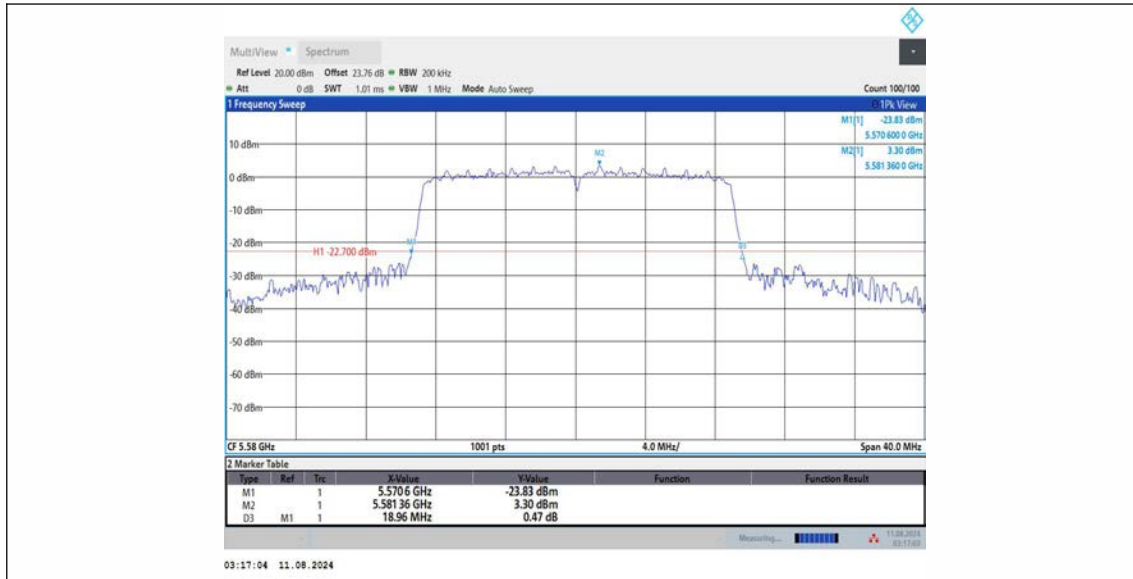 MultiView Spectrum
Ref Level 20.00 dBm Offset 23.76 dB RBW 200 kHz
Att 0 dB SWT 1.01 ms VBW 1 MHz Mode Auto Sweep Count 100/100
1 Frequency Sweep 1Pk View
M1[1] -23.83 dBm
5.570 600 0 GHz
M2[1] 3.30 dBm
5.581 360 0 GHz
10 dBm
M2
0 dBm
-10 dBm
-20 dBm
M1
D3
H1 -22.700 dBm
-30 dBm
-40 dBm
-50 dBm
-60 dBm
-70 dBm
CF 5.58 GHz 1001 pts 4.0 MHz/ Span 40.0 MHz
2 Marker Table
Type Ref Trc X-Value Y-Value Function Function Result
M1 1 5.5706 GHz -23.83 dBm
M2 1 5.58136 GHz 3.30 dBm
D3 M1 1 18.96 MHz 0.47 dB
Measuring... 11.08.2024
03:17:03
03:17:04 11.08.2024